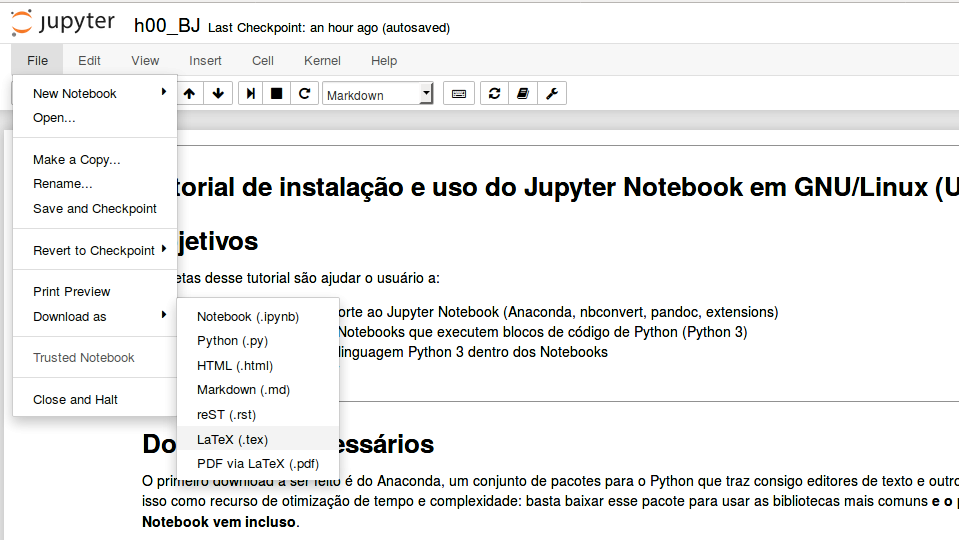 jupyter h00_BJ Last Checkpoint: an hour ago (autosaved)
File Edit View Insert Cell Kernel Help
Markdown
New Notebook
Open...
Make a Copy...
Rename...
Save and Checkpoint
Revert to Checkpoint
Print Preview
Download as
Trusted Notebook
Close and Halt
Notebook (.ipynb)
Python (.py)
HTML (.html)
Markdown (.md)
reST (.rst)
LaTeX (.tex)
PDF via LaTeX (.pdf)
torial de instalação e uso do Jupyter Notebook em GNU/Linux (U
jetivos
etas desse tutorial são ajudar o usuário a:
orte ao Jupyter Notebook (Anaconda, nbconvert, pandoc, extensions)
Notebooks que executem blocos de código de Python (Python 3)
linguagem Python 3 dentro dos Notebooks
Do essários
O primeiro download a ser feito é do Anaconda, um conjunto de pacotes para o Python que traz consigo editores de texto e outro
isso como recurso de otimização de tempo e complexidade: basta baixar esse pacote para usar as bibliotecas mais comuns e o p
Notebook vem incluso.